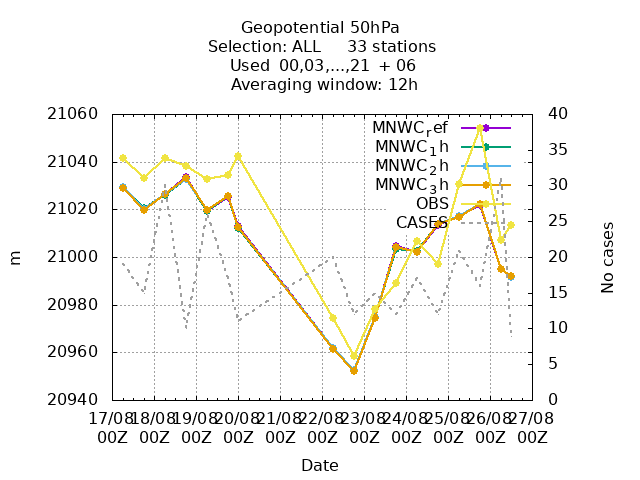 Geopotential 50hPa
Selection: ALL 33 stations
Used 00,03,...,21 + 06
Averaging window: 12h
21060
21040
21020
21000
20980
20960
20940
m
40
35
30
25
20
15
10
5
0
No cases
MNWC_ref
MNWC_1h
MNWC_2h
MNWC_3h
OBS
CASES
17/08 18/08 19/08 20/08 21/08 22/08 23/08 24/08 25/08 26/08 27/08
00Z 00Z 00Z 00Z 00Z 00Z 00Z 00Z 00Z 00Z 00Z
Date